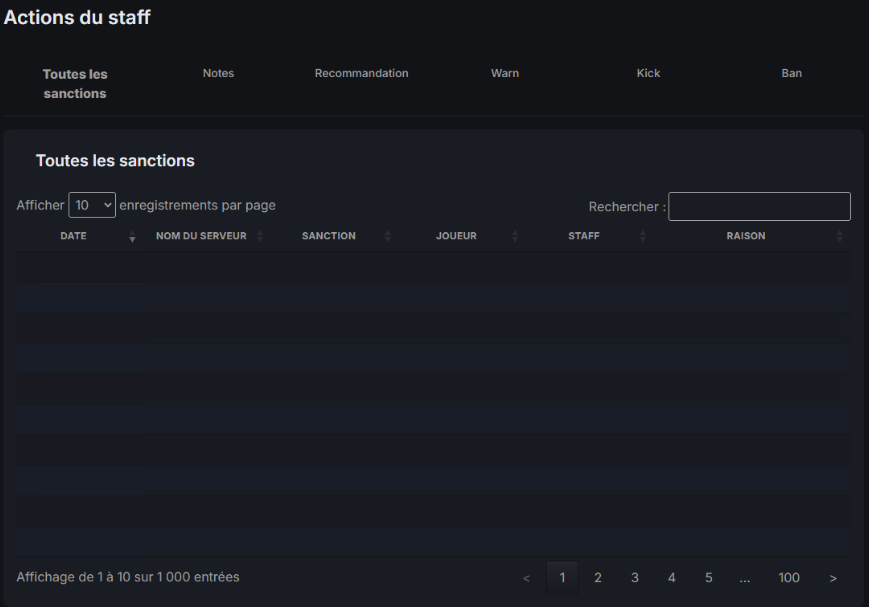 Actions du staff
Toutes les
sanctions
Notes
Recommandation
Warn
Kick
Ban
Toutes les sanctions
Afficher 10 enregistrements par page
Rechercher :
DATE NOM DU SERVEUR SANCTION JOUEUR STAFF RAISON
Affichage de 1 à 10 sur 1 000 entrées
< 1 2 3 4 5 ... 100 >